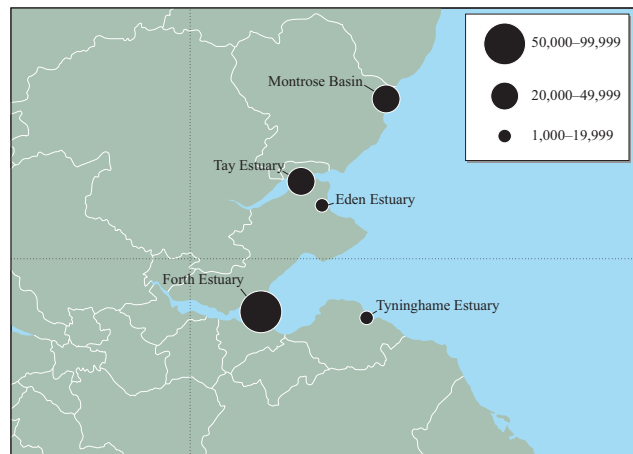 50,000–99,999
Montrose Basin
20,000–49,999
1,000–19,999
Tay Estuary
Eden Estuary
Forth Estuary
Tyninghame Estuary